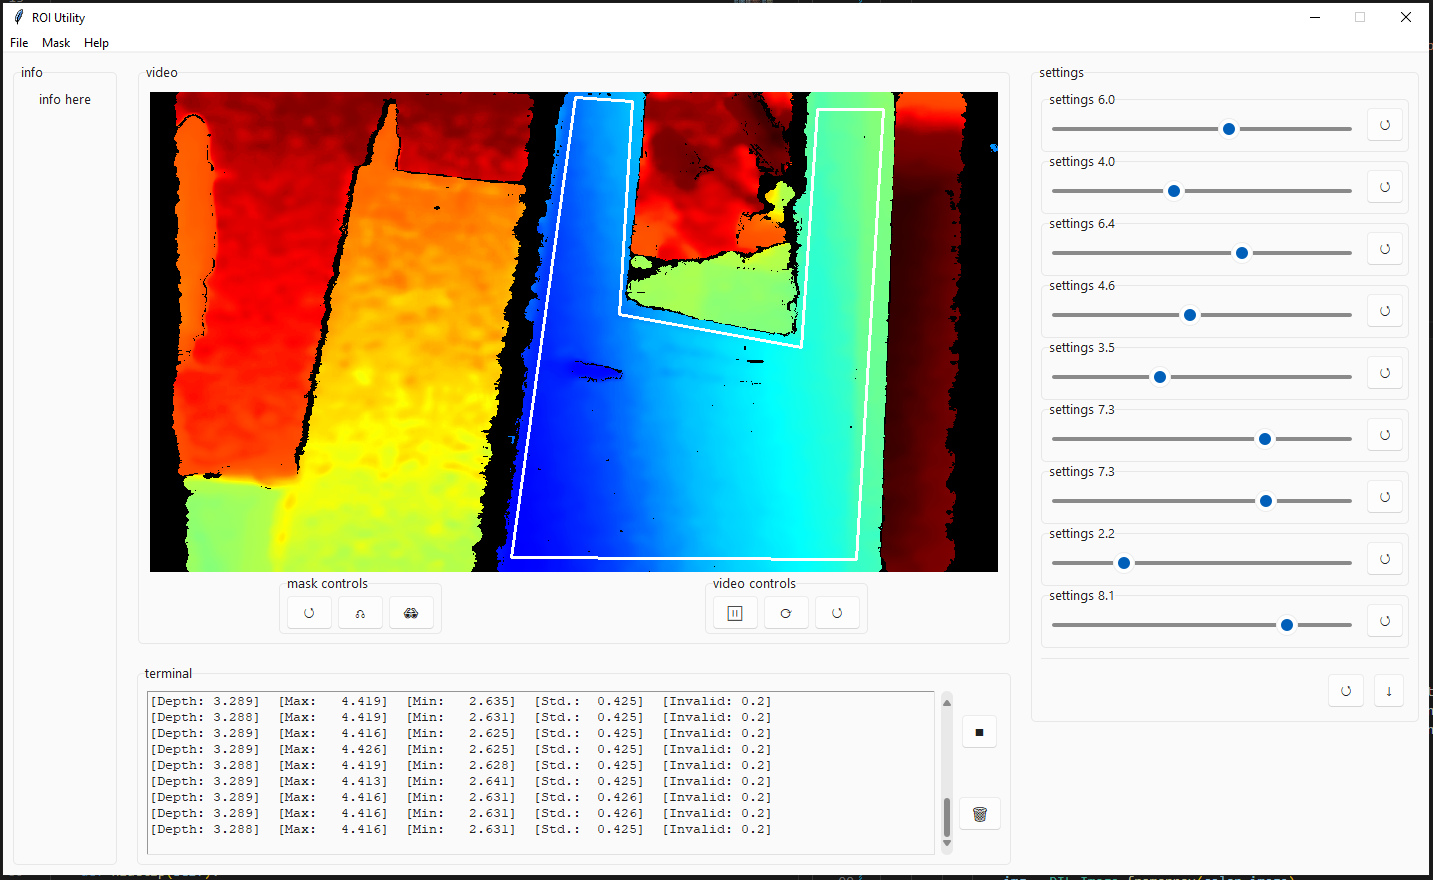 ROI Utility
File Mask Help
info
info here
video
mask controls
video controls
terminal
[Depth: 3.289] [Max: 4.419] [Min: 2.635] [Std.: 0.425] [Invalid: 0.2]
[Depth: 3.288] [Max: 4.419] [Min: 2.631] [Std.: 0.425] [Invalid: 0.2]
[Depth: 3.289] [Max: 4.416] [Min: 2.625] [Std.: 0.425] [Invalid: 0.2]
[Depth: 3.289] [Max: 4.426] [Min: 2.625] [Std.: 0.425] [Invalid: 0.2]
[Depth: 3.288] [Max: 4.419] [Min: 2.628] [Std.: 0.425] [Invalid: 0.2]
[Depth: 3.289] [Max: 4.413] [Min: 2.641] [Std.: 0.425] [Invalid: 0.2]
[Depth: 3.289] [Max: 4.416] [Min: 2.631] [Std.: 0.426] [Invalid: 0.2]
[Depth: 3.289] [Max: 4.416] [Min: 2.631] [Std.: 0.426] [Invalid: 0.2]
[Depth: 3.288] [Max: 4.416] [Min: 2.631] [Std.: 0.425] [Invalid: 0.2]
settings
settings 6.0
settings 4.0
settings 6.4
settings 4.6
settings 3.5
settings 7.3
settings 7.3
settings 2.2
settings 8.1